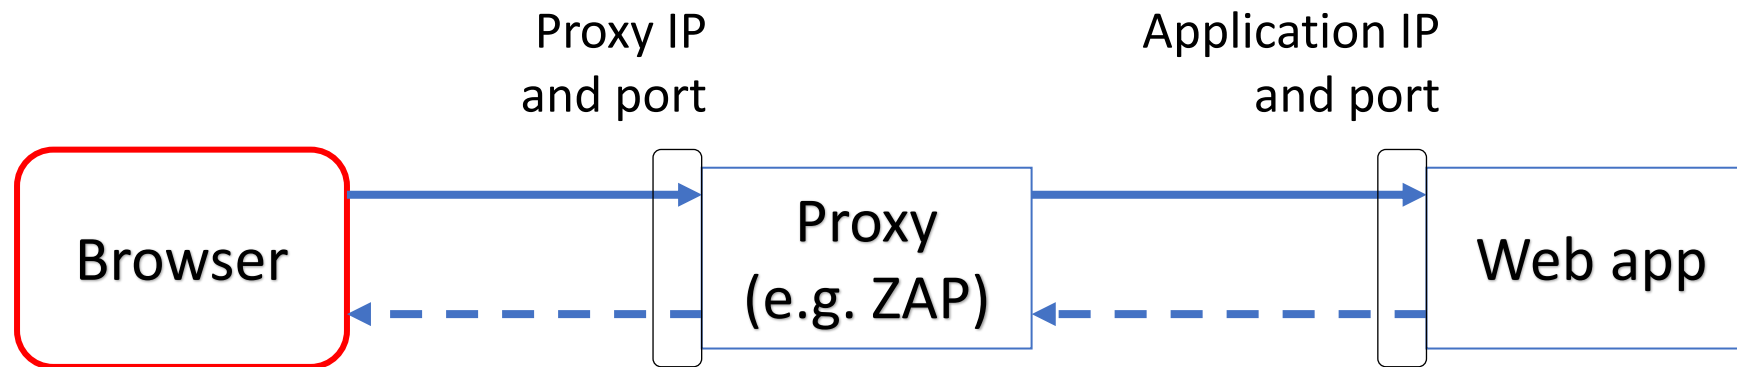 Proxy IP
and port
Application IP
and port
Browser
Proxy
(e.g. ZAP)
Web app